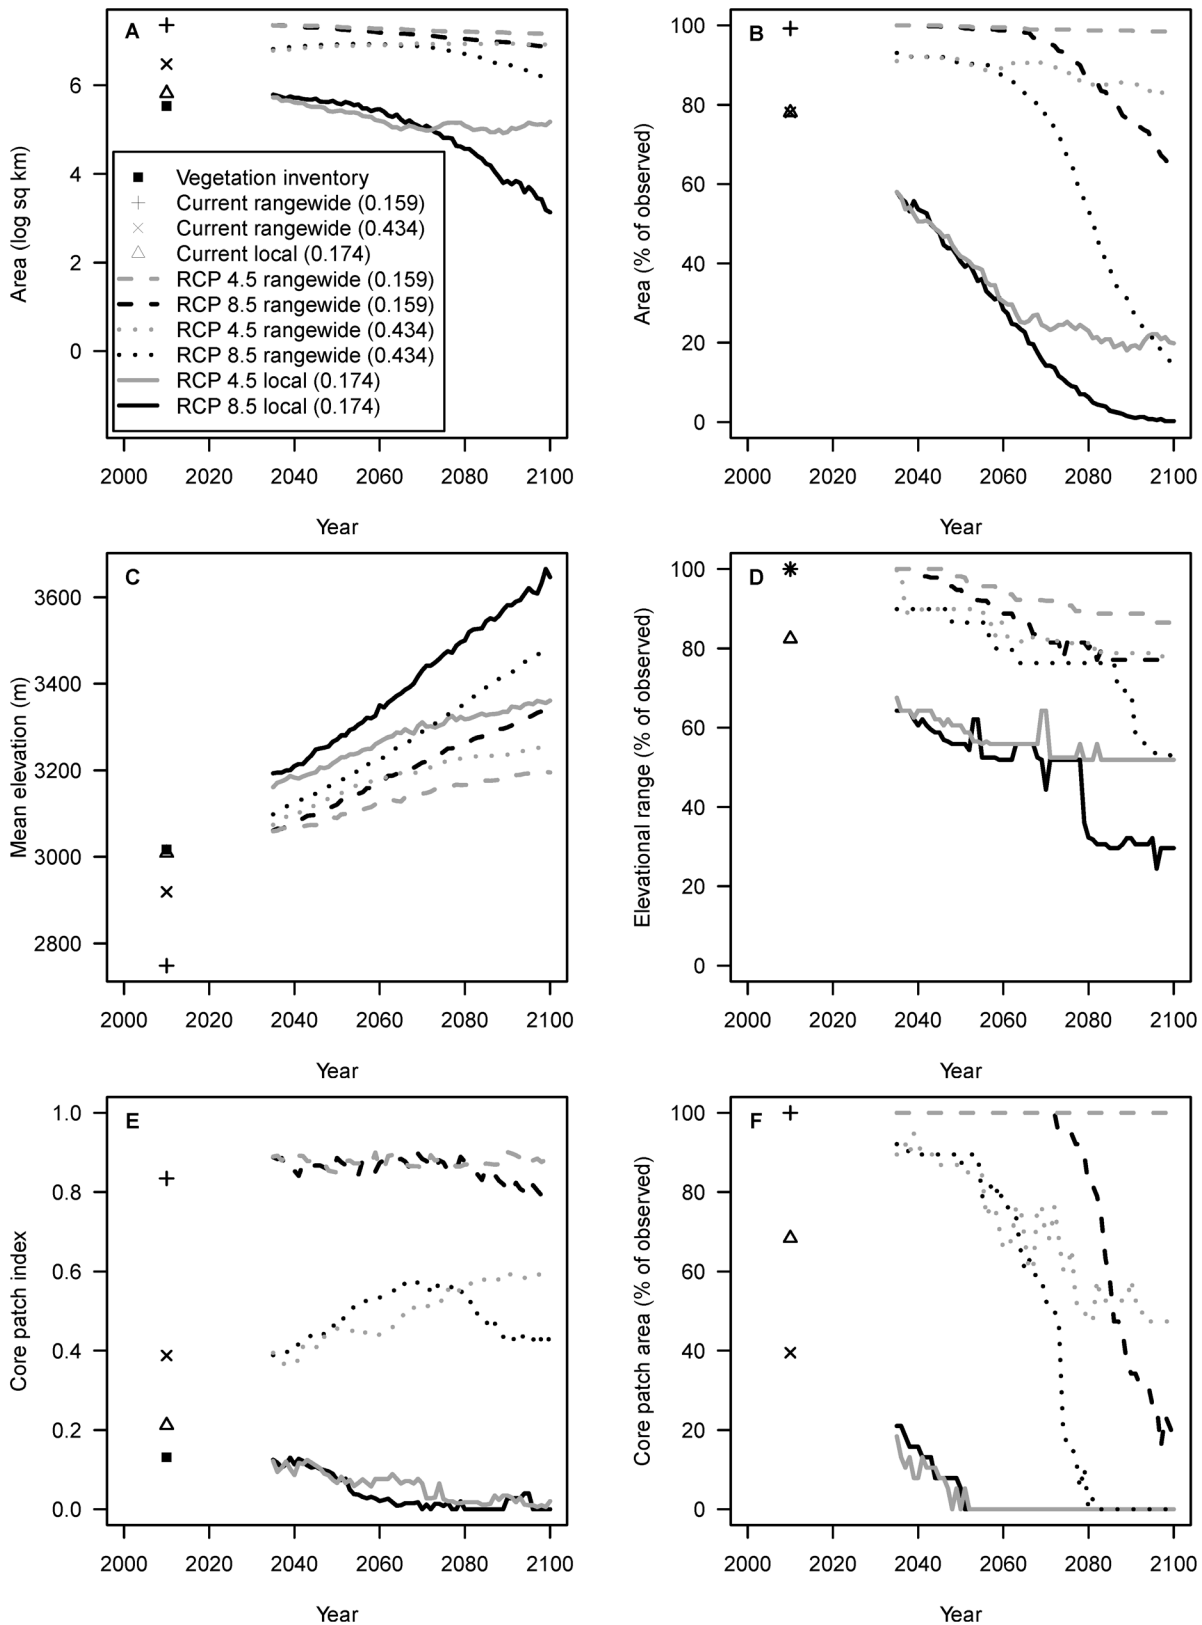 A
Area (log sq km)
6
4
2
0
Vegetation inventory
Current rangewide (0.159)
Current rangewide (0.434)
Current local (0.174)
RCP 4.5 rangewide (0.159)
RCP 8.5 rangewide (0.159)
RCP 4.5 rangewide (0.434)
RCP 8.5 rangewide (0.434)
RCP 4.5 local (0.174)
RCP 8.5 local (0.174)
2000 2020 2040 2060 2080 2100
Year
B
Area (% of observed)
100
80
60
40
20
0
2000 2020 2040 2060 2080 2100
Year
C
Mean elevation (m)
3600
3400
3200
3000
2800
2000 2020 2040 2060 2080 2100
Year
D
Elevational range (% of observed)
100
80
60
40
20
0
2000 2020 2040 2060 2080 2100
Year
E
Core patch index
1.0
0.8
0.6
0.4
0.2
0.0
2000 2020 2040 2060 2080 2100
Year
F
Core patch area (% of observed)
100
80
60
40
20
0
2000 2020 2040 2060 2080 2100
Year